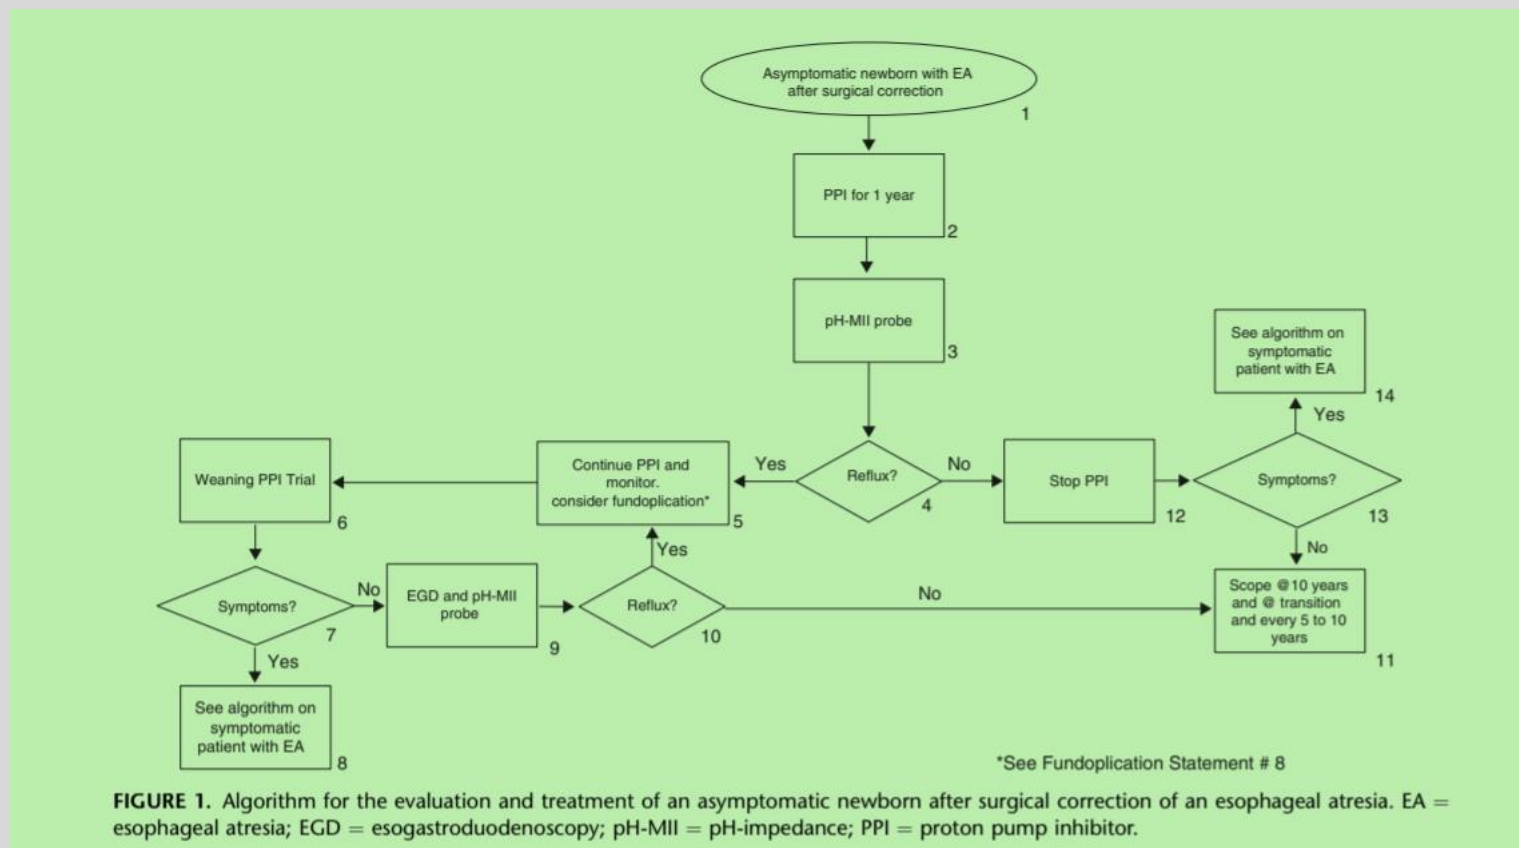 Asymptomatic newborn with EA
after surgical correction
1
PPI for 1 year
2
pH-MII probe
3
See algorithm on
symptomatic
patient with EA
14
Yes
Weaning PPI Trial
6
Continue PPI and
monitor.
consider fundoplication*
5
Yes
Reflux?
4
No
Stop PPI
12
Symptoms?
13
No
Yes
Symptoms?
7
No
EGD and pH-MII
probe
9
Reflux?
10
No
Scope @10 years
and @ transition
and every 5 to 10
years
11
Yes
See algorithm on
symptomatic
patient with EA
8
*See Fundoplication Statement # 8
FIGURE 1. Algorithm for the evaluation and treatment of an asymptomatic newborn after surgical correction of an esophageal atresia. EA =
esophageal atresia; EGD = esogastroduodenoscopy; pH-MII = pH-impedance; PPI = proton pump inhibitor.